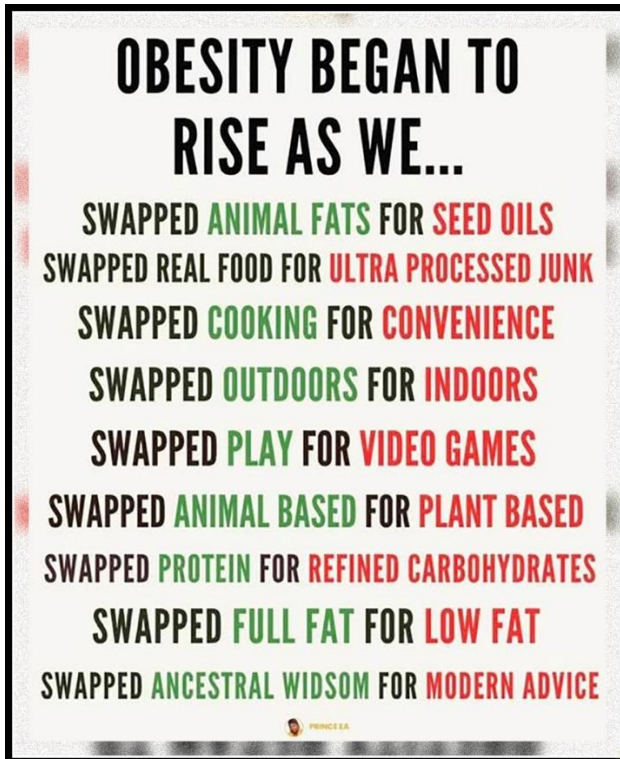 OBESITY BEGAN TO
RISE AS WE...
SWAPPED ANIMAL FATS FOR SEED OILS
SWAPPED REAL FOOD FOR ULTRA PROCESSED JUNK
SWAPPED COOKING FOR CONVENIENCE
SWAPPED OUTDOORS FOR INDOORS
SWAPPED PLAY FOR VIDEO GAMES
SWAPPED ANIMAL BASED FOR PLANT BASED
SWAPPED PROTEIN FOR REFINED CARBOHYDRATES
SWAPPED FULL FAT FOR LOW FAT
SWAPPED ANCESTRAL WIDSOM FOR MODERN ADVICE
PRINCE EA